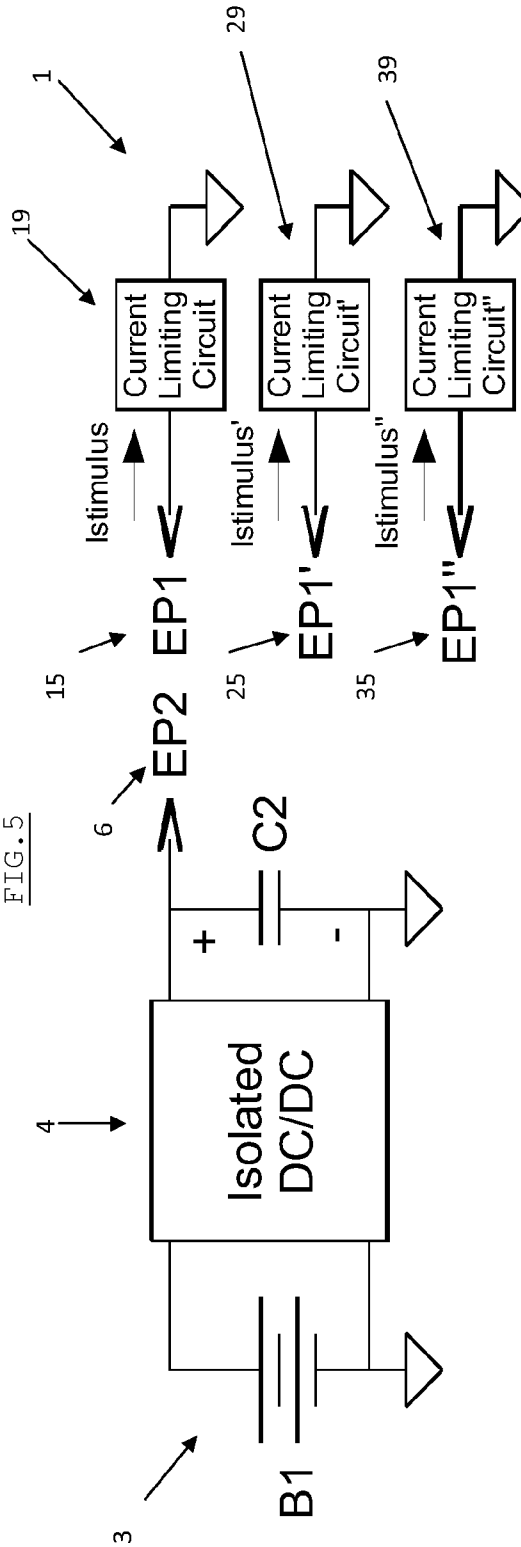 FIG.5
3
B1
4
Isolated
DC/DC
+
-
C2
6
EP2
15
EP1
Istimulus
19
Current
Limiting
Circuit
1
25
EP1'
Istimulus'
Current
Limiting
Circuit'
29
35
EP1"
Istimulus"
Current
Limiting
Circuit"
39